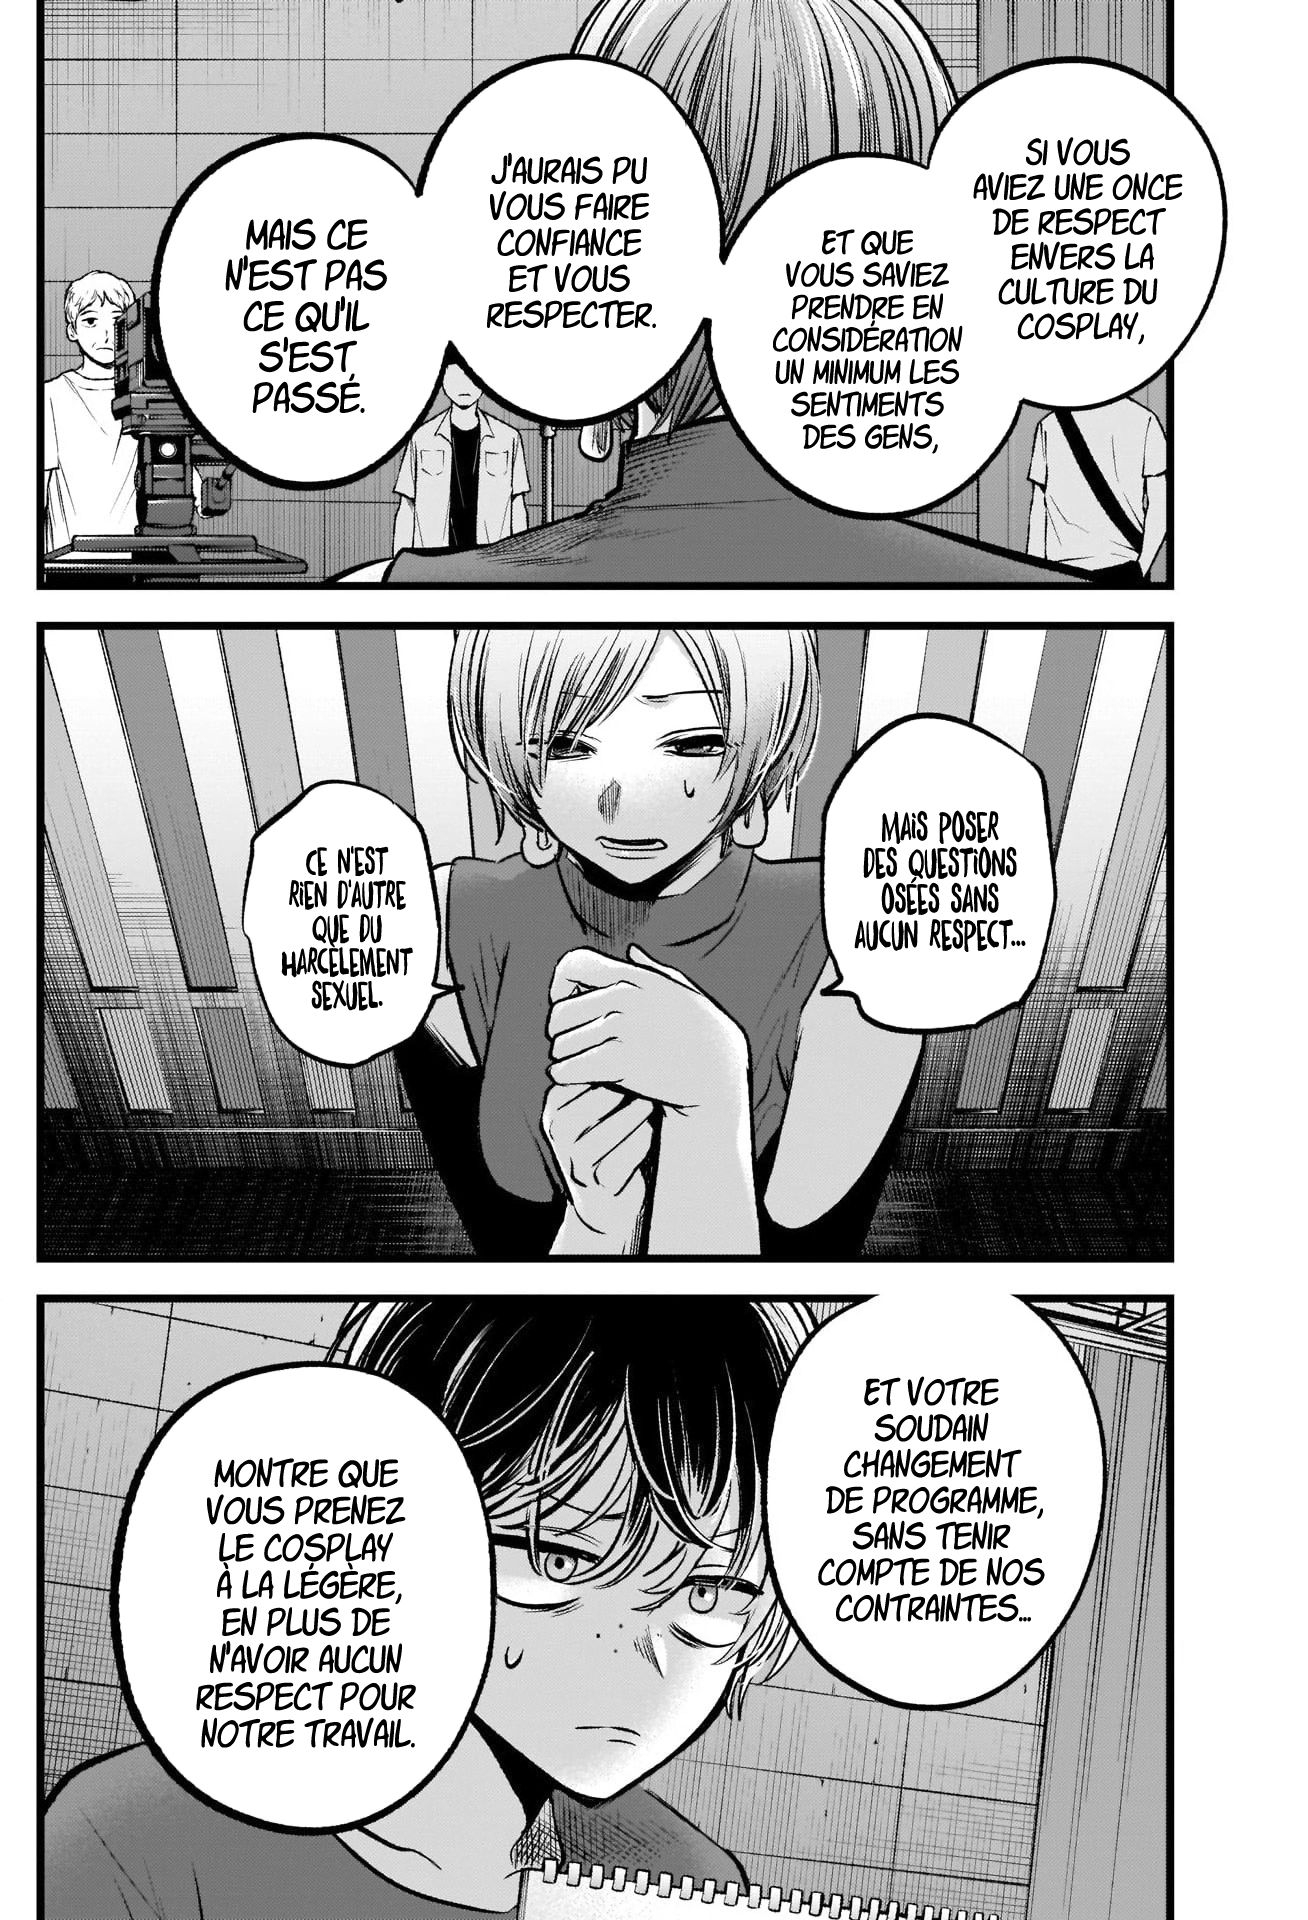 SI VOUS
AVIEZ UNE ONCE
DE RESPECT
ENVERS LA
CULTURE DU
COSPLAY,
ET QUE
VOUS SAVIEZ
PRENDRE EN
CONSIDÉRATION
UN MINIMUM LES
SENTIMENTS
DES GENS,
J'AURAIS PU
VOUS FAIRE
CONFIANCE
ET VOUS
RESPECTER.
MAIS CE
N'EST PAS
CE QU'IL
S'EST
PASSÉ.
MAIS POSER
DES QUESTIONS
OSÉES SANS
AUCUN RESPECT...
CE N'EST
RIEN D'AUTRE
QUE DU
HARCÈLEMENT
SEXUEL.
ET VOTRE
SOUDAIN
CHANGEMENT
DE PROGRAMME,
SANS TENIR
COMPTE DE NOS
CONTRAINTES...
MONTRE QUE
VOUS PRENEZ
LE COSPLAY
À LA LÉGÈRE,
EN PLUS DE
N'AVOIR AUCUN
RESPECT POUR
NOTRE TRAVAIL.